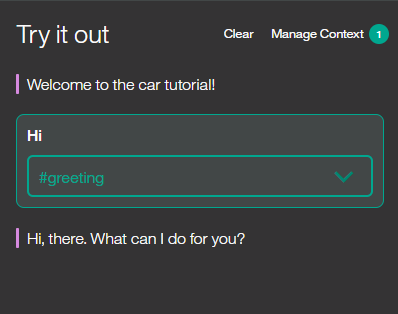 Try it out
Clear
Manage Context 1
Welcome to the car tutorial!
Hi
#greeting
Hi, there. What can I do for you?